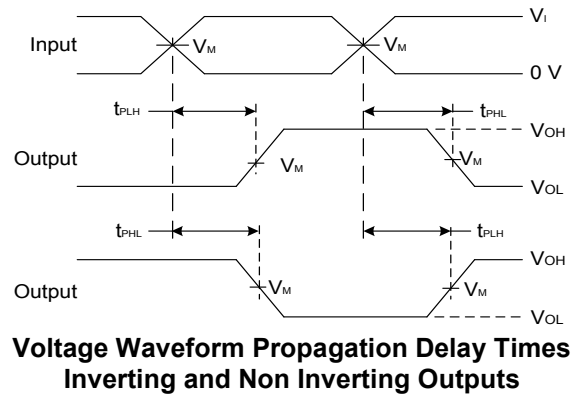 VI
Input VM VM
0 V
tPLH tPHL
VOH
Output VM VM
VOL
tPHL tPLH
VOH
Output VM VM
VOL
Voltage Waveform Propagation Delay Times
Inverting and Non Inverting Outputs